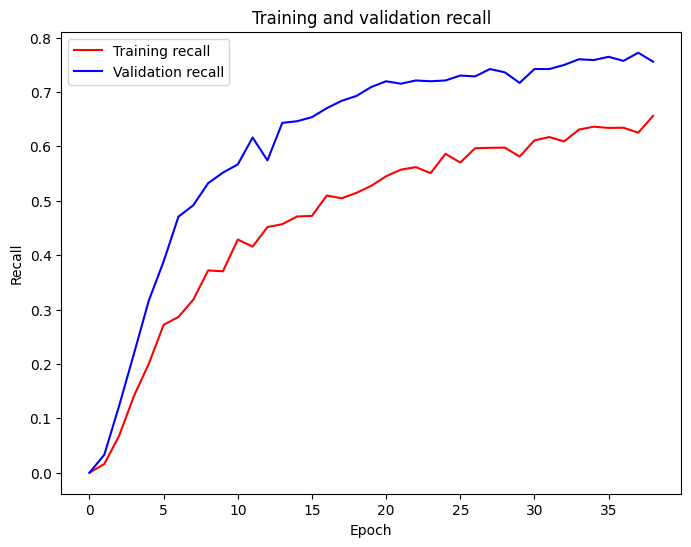 Training and validation recall
Training recall
Validation recall
0.8
0.7
0.6
0.5
0.4
0.3
0.2
0.1
0.0
Recall
0 5 10 15 20 25 30 35
Epoch